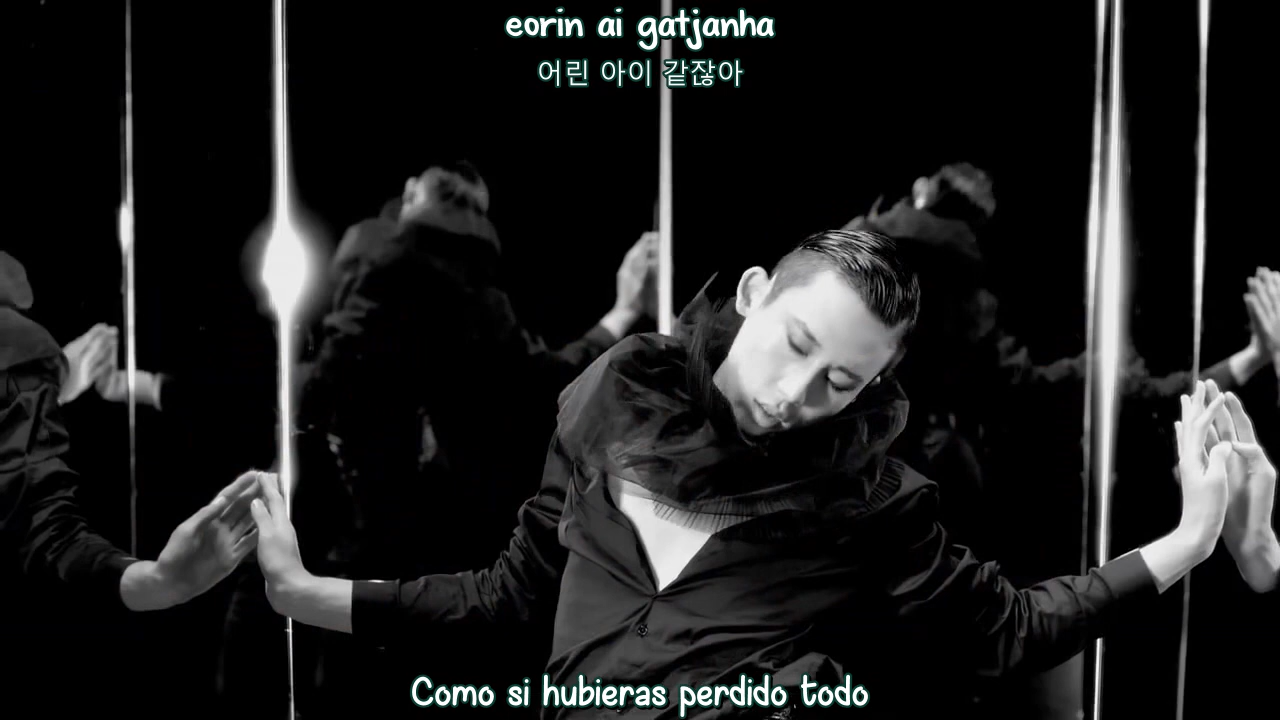 eorin ai gatjanha
어린 아이 같잖아
Como si hubieras perdido todo